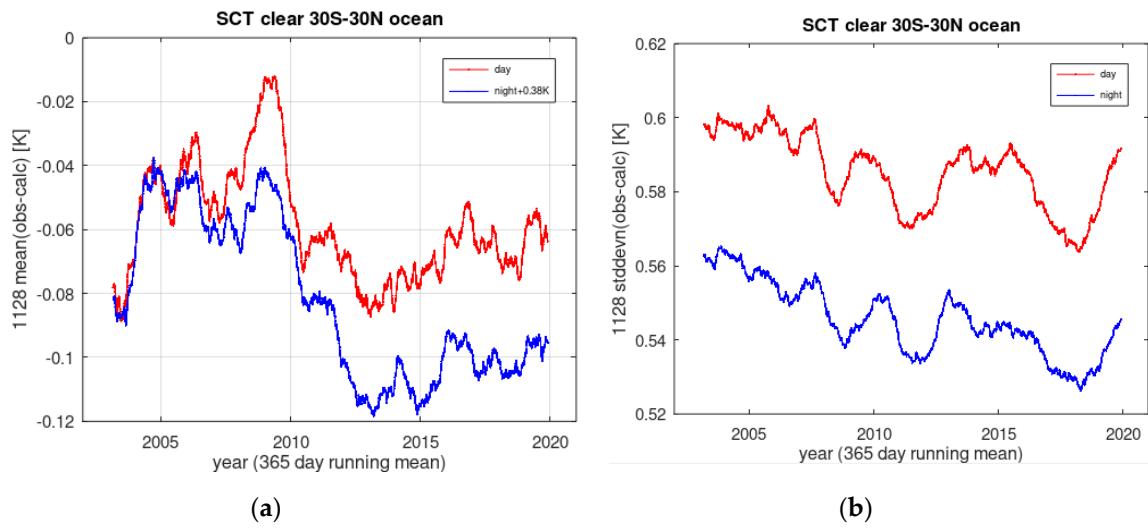 SCT clear 30S-30N ocean
0
-0.02
-0.04
-0.06
-0.08
-0.1
-0.12
1128 mean(obs-calc) [K]
day
night+0.38K
2005
2010
2015
2020
year (365 day running mean)
(a)
SCT clear 30S-30N ocean
0.62
0.6
0.58
0.56
0.54
0.52
1128 stddevn(obs-calc) [K]
day
night
2005
2010
2015
2020
year (365 day running mean)
(b)